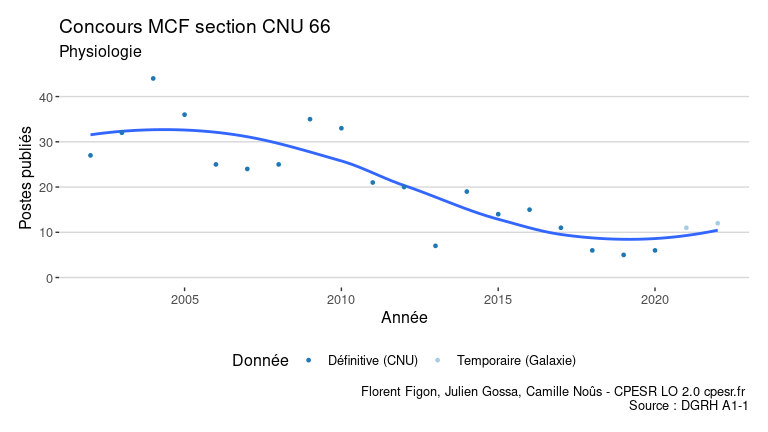 Concours MCF section CNU 66
Physiologie
Postes publiés
40
30
20
10
0
2005 2010 2015 2020
Année
Donnée Définitive (CNU) Temporaire (Galaxie)
Florent Figon, Julien Gossa, Camille Noûs - CPESR LO 2.0 cpesr.fr
Source : DGRH A1-1